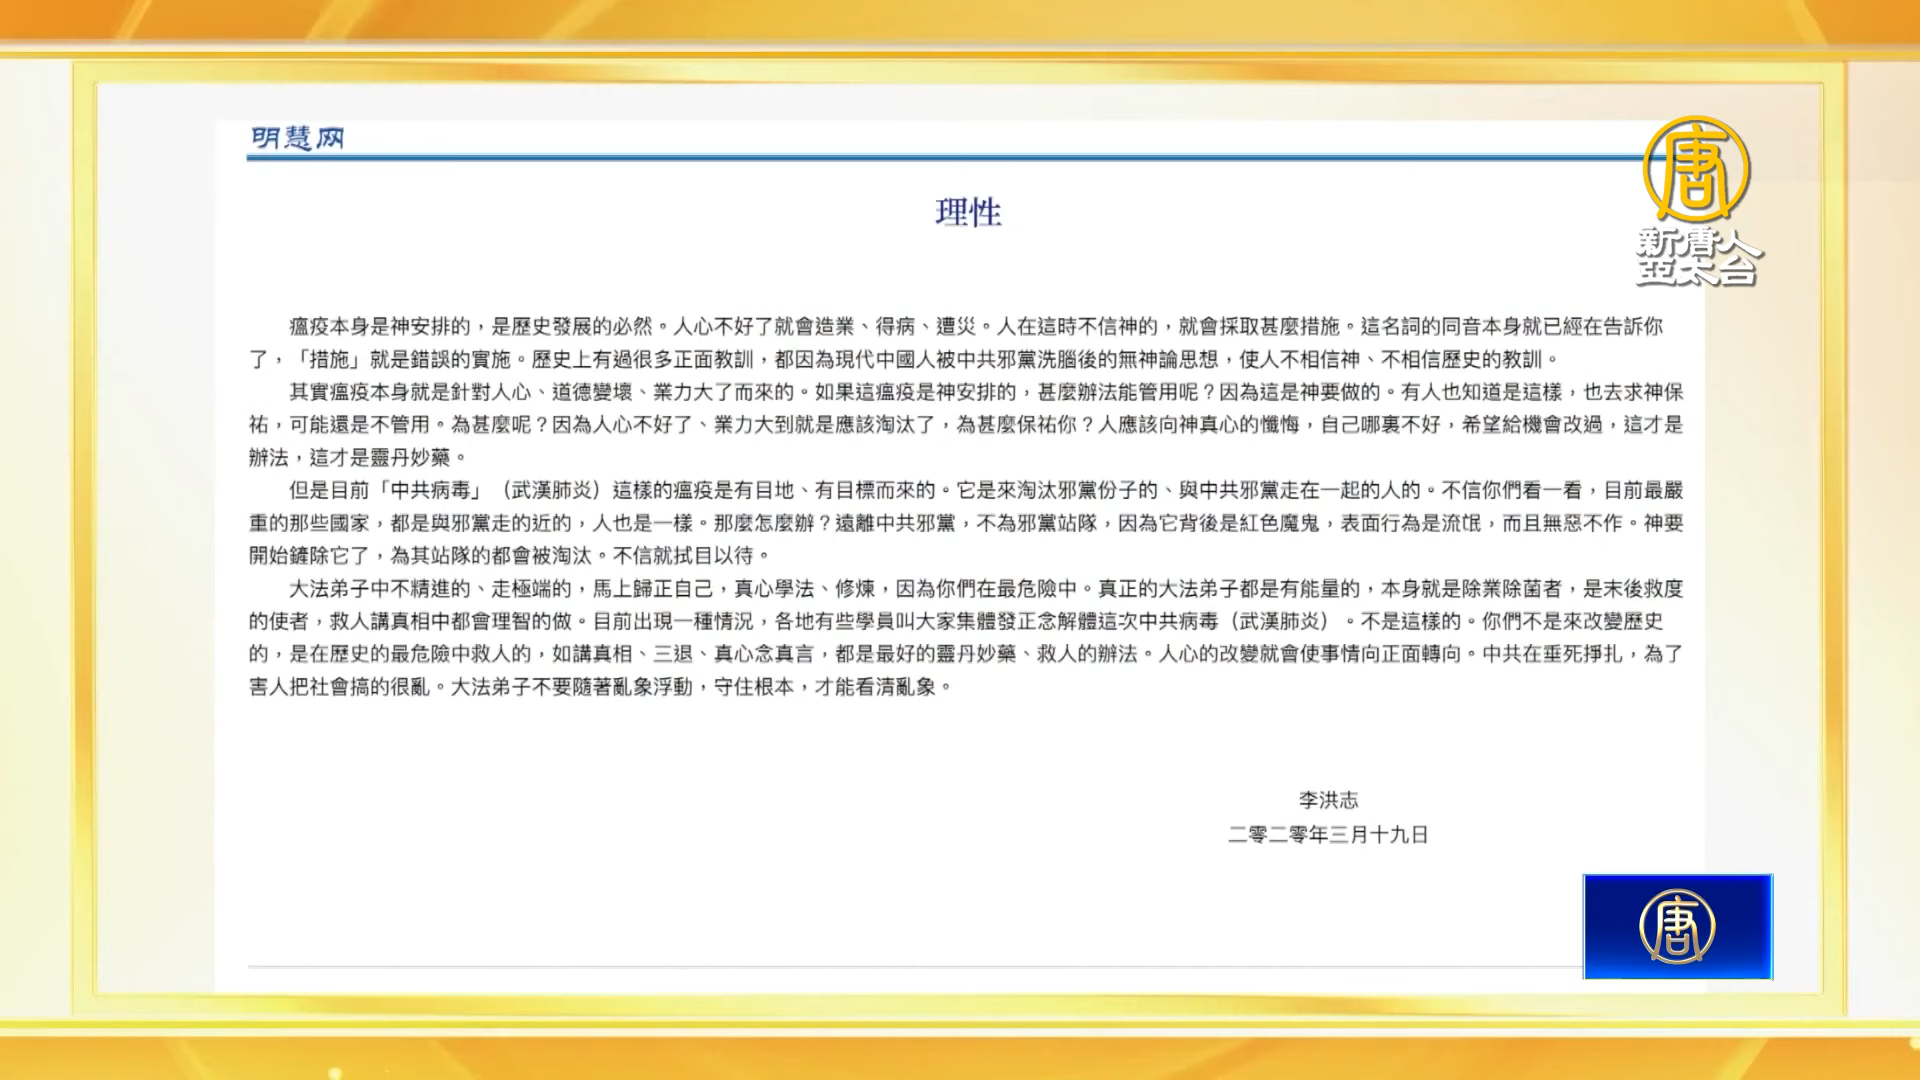 明慧网
唐
新唐人
亞太台
理性
瘟疫本身是神安排的，是歷史發展的必然。人心不好了就會造業、得病、遭災。人在這時不信神的，就會採取甚麼措施。這名詞的同音本身就已經在告訴你
了，「措施」就是錯誤的實施。歷史上有過很多正面教訓，都因為現代中國人被中共邪黨洗腦後的無神論思想，使人不相信神、不相信歷史的教訓。
其實瘟疫本身就是針對人心、道德變壞、業力大了而來的。如果這瘟疫是神安排的，甚麼辦法能管用呢？因為這是神要做的。有人也知道是這樣，也去求神保
祐，可能還是不管用。為甚麼呢？因為人心不好了、業力大到就是應該淘汰了，為甚麼保祐你？人應該向神真心的懺悔，自己哪裏不好，希望給機會改過，這才是
辦法，這才是靈丹妙藥。
但是目前「中共病毒」（武漢肺炎）這樣的瘟疫是有目地、有目標而來的。它是來淘汰邪黨份子的、與中共邪黨走在一起的人的。不信你們看一看，目前最嚴
重的那些國家，都是與邪黨走的近的，人也是一樣。那麼怎麼辦？遠離中共邪黨，不為邪黨站隊，因為它背後是紅色魔鬼，表面行為是流氓，而且無惡不作。神要
開始鏟除它了，為其站隊的都會被淘汰。不信就拭目以待。
大法弟子中不精進的、走極端的，馬上歸正自己，真心學法、修煉，因為你們在最危險中。真正的大法弟子都是有能量的，本身就是除業除菌者，是末後救度
的使者，救人講真相中都會理智的做。目前出現一種情況，各地有些學員叫大家集體發正念解體這次中共病毒（武漢肺炎）。不是這樣的。你們不是來改變歷史
的，是在歷史的最危險中救人的，如講真相、三退、真心念真言，都是最好的靈丹妙藥、救人的辦法。人心的改變就會使事情向正面轉向。中共在垂死掙扎，為了
害人把社會搞的很亂。大法弟子不要隨著亂象浮動，守住根本，才能看清亂象。
李洪志
二零二零年三月十九日
唐